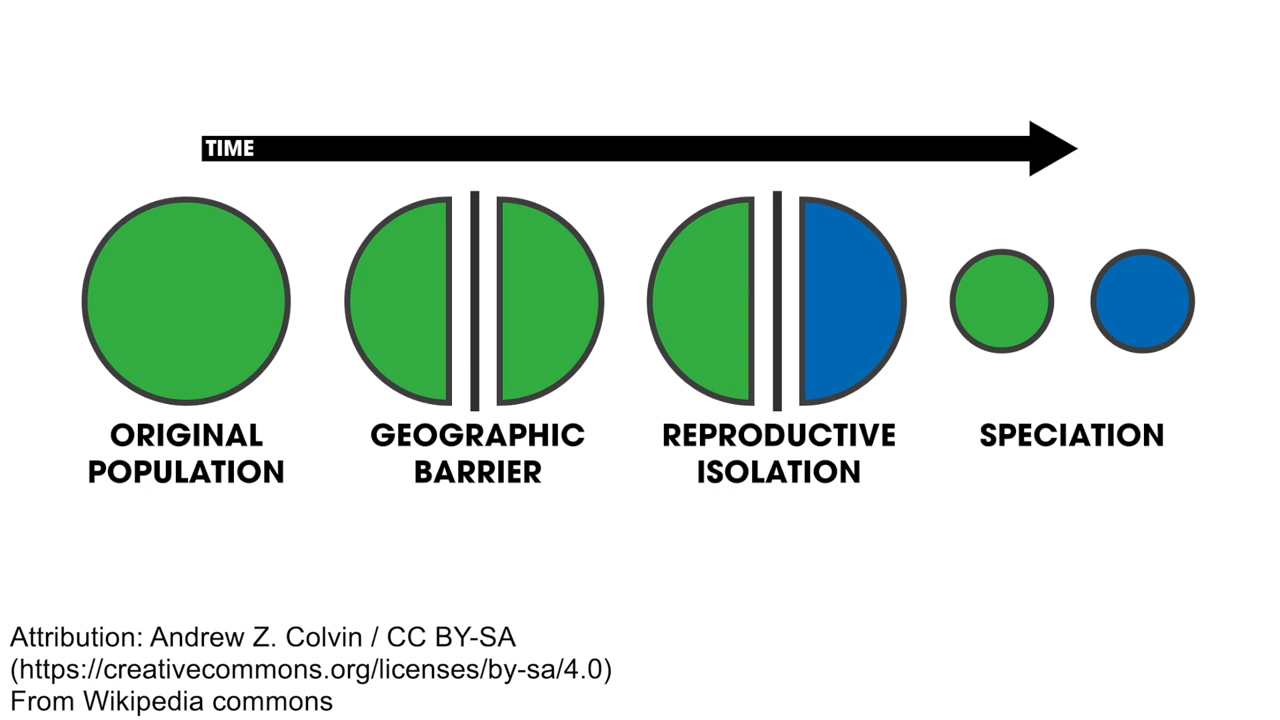 TIME
ORIGINAL
POPULATION
GEOGRAPHIC
BARRIER
REPRODUCTIVE
ISOLATION
SPECIATION
Attribution: Andrew Z. Colvin / CC BY-SA
(https://creativecommons.org/licenses/by-sa/4.0)
From Wikipedia commons